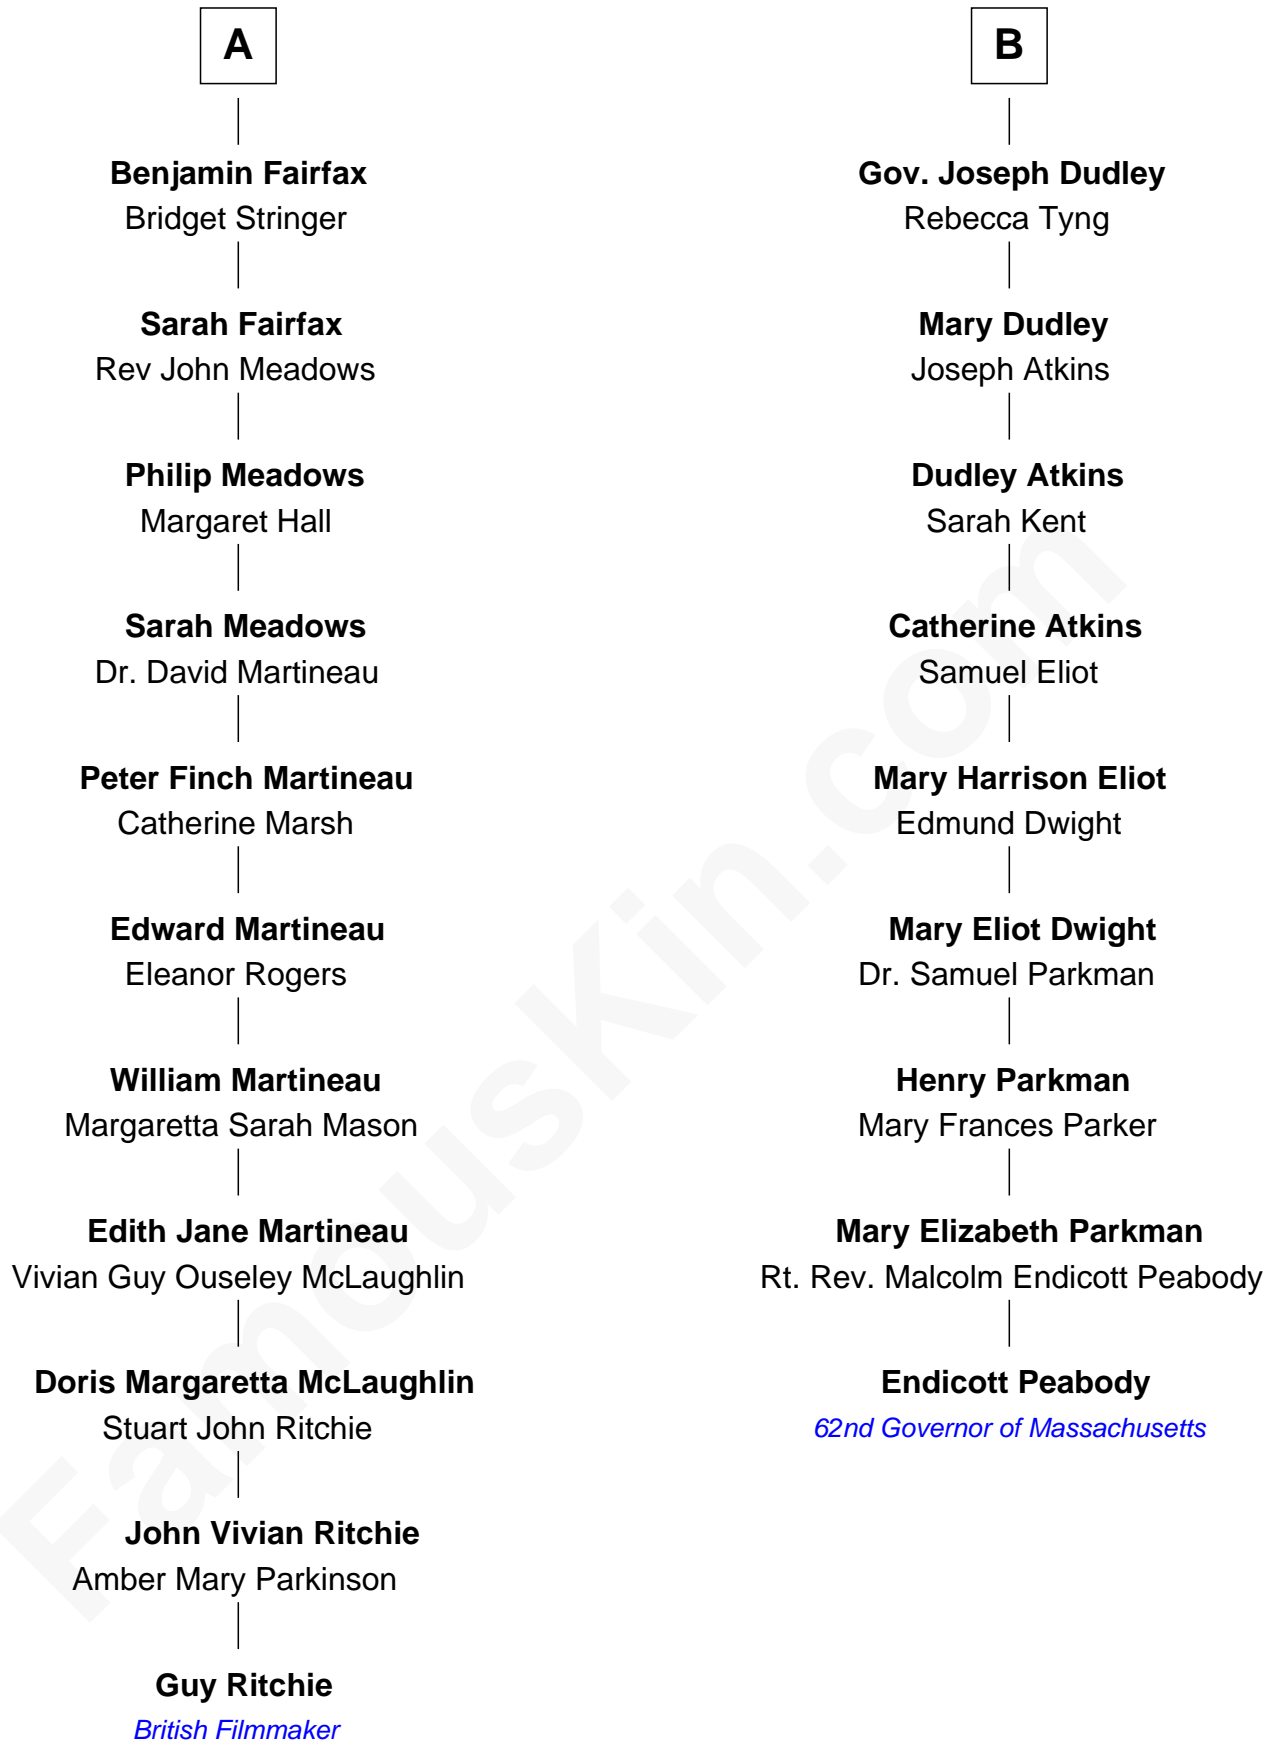 A
Benjamin Fairfax
Bridget Stringer
Sarah Fairfax
Rev John Meadows
Philip Meadows
Margaret Hall
Sarah Meadows
Dr. David Martineau
Peter Finch Martineau
Catherine Marsh
Edward Martineau
Eleanor Rogers
William Martineau
Margaretta Sarah Mason
Edith Jane Martineau
Vivian Guy Ouseley McLaughlin
Doris Margaretta McLaughlin
Stuart John Ritchie
John Vivian Ritchie
Amber Mary Parkinson
Guy Ritchie
British Filmmaker
B
Gov. Joseph Dudley
Rebecca Tyng
Mary Dudley
Joseph Atkins
Dudley Atkins
Sarah Kent
Catherine Atkins
Samuel Eliot
Mary Harrison Eliot
Edmund Dwight
Mary Eliot Dwight
Dr. Samuel Parkman
Henry Parkman
Mary Frances Parker
Mary Elizabeth Parkman
Rt. Rev. Malcolm Endicott Peabody
Endicott Peabody
62nd Governor of Massachusetts
FamousKin.com